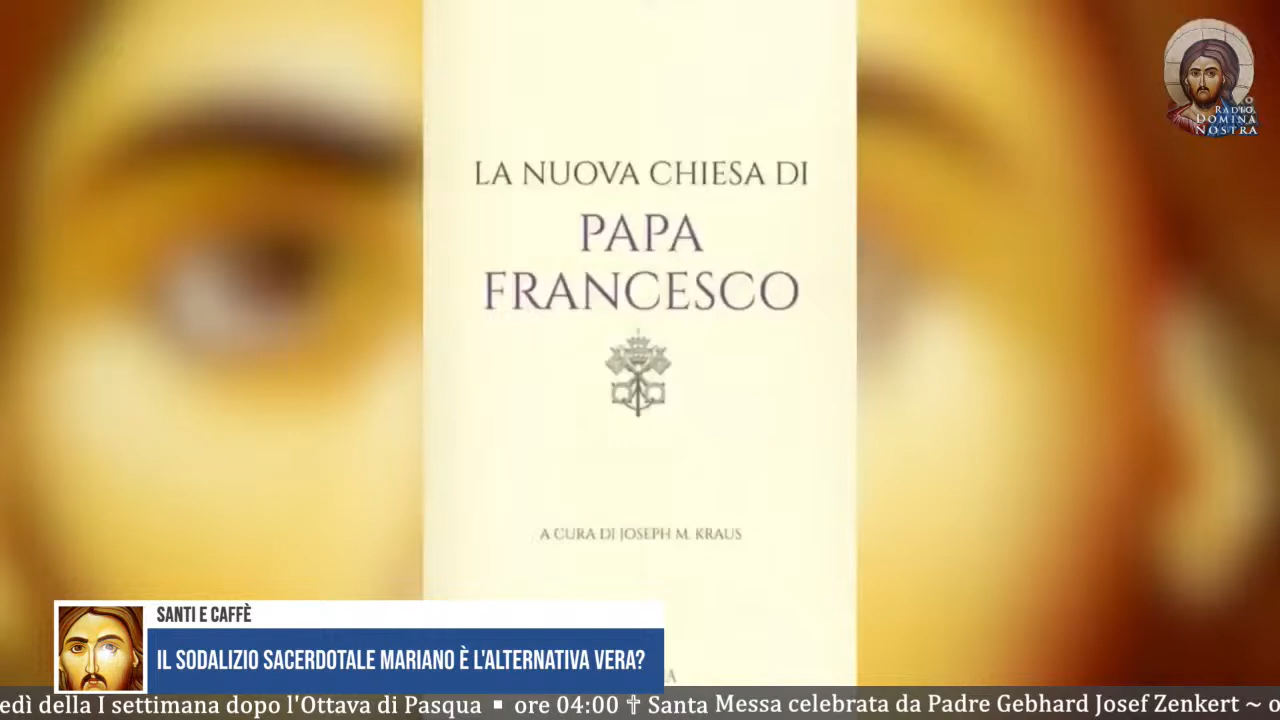 RADIO
DOMINA
NOSTRA
LA NUOVA CHIESA DI
PAPA
FRANCESCO
A CURA DI JOSEPH M. KRAUS
SANTI E CAFFÈ
IL SODALIZIO SACERDOTALE MARIANO È L'ALTERNATIVA VERA?
edì della I settimana dopo l'Ottava di Pasqua ▪ ore 04:00 ✞ Santa Messa celebrata da Padre Gebhard Josef Zenkert ~ o